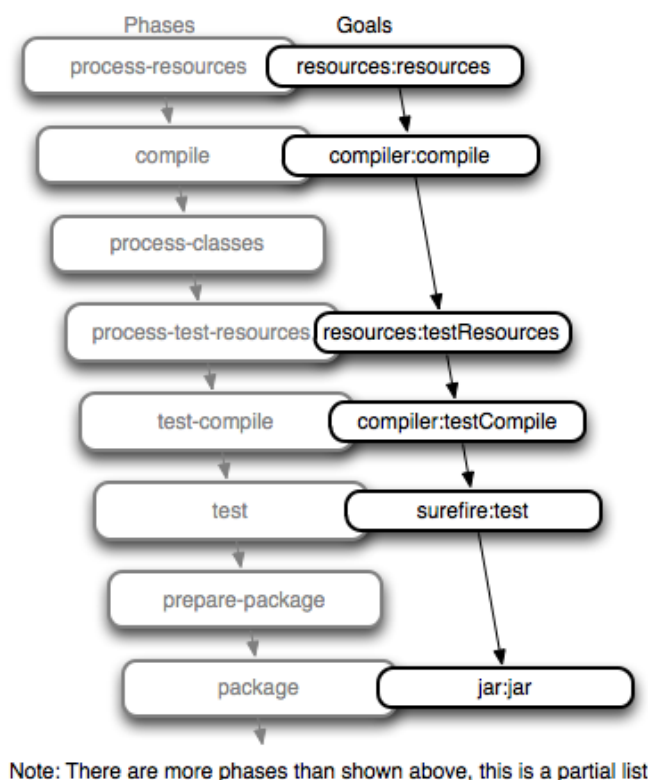 Phases Goals
process-resources resources:resources
compile compiler:compile
process-classes
process-test-resources resources:testResources
test-compile compiler:testCompile
test surefire:test
prepare-package
package jar:jar
Note: There are more phases than shown above, this is a partial list